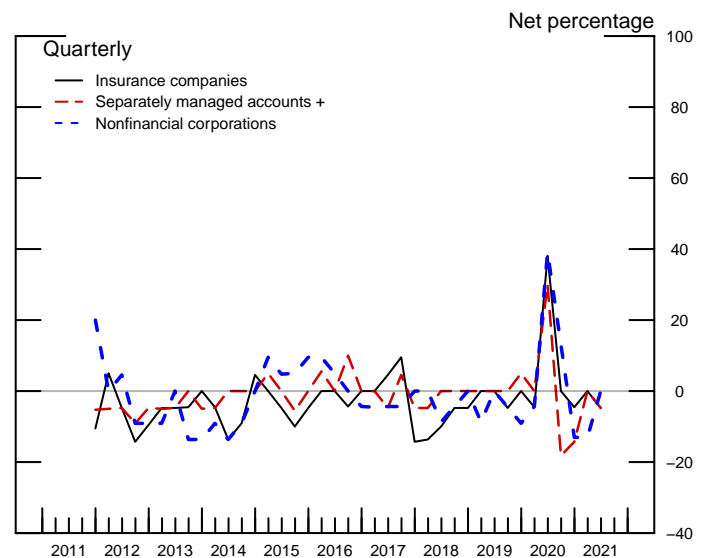 Net percentage
Quarterly
Insurance companies
Separately managed accounts +
Nonfinancial corporations
100
80
60
40
20
0
−20
−40
2011 2012 2013 2014 2015 2016 2017 2018 2019 2020 2021